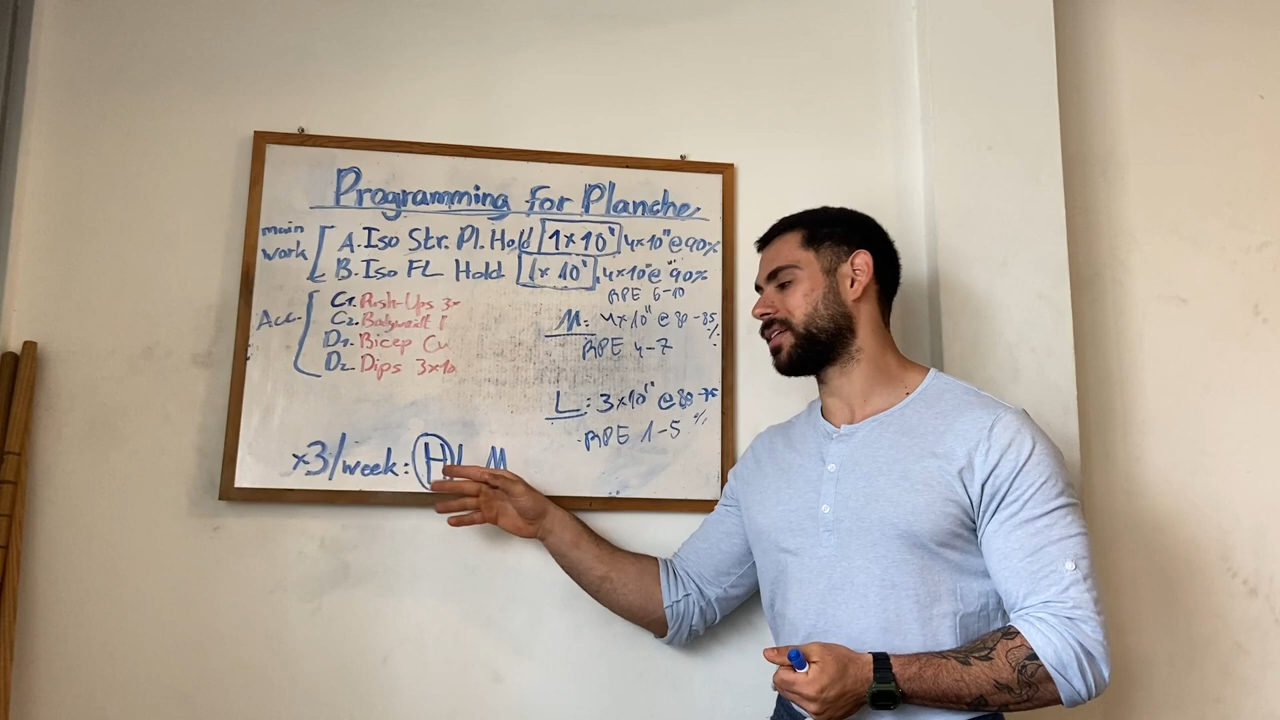 Programming for Planche
main work
A. Iso Str. Pl. Hold 1x10" 4x10"@90%
B. Iso FL Hold 1x10" 4x10"@ 90%
RPE 6-10
Acc.
C1. Push-Ups 3x
C2. Bodyweight
D1. Bicep Cu
D2. Dips 3x10
M: 4x10" @ 80-85%
RPE 4-7
L: 3x10" @ 80-75%
RPE 1-5
x3/week: H L M